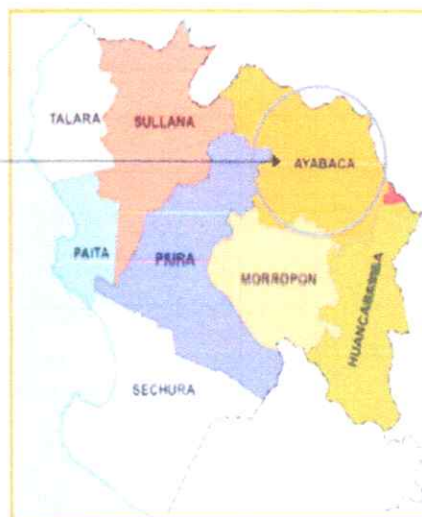 TALARA
SULLANA
AYABACA
PAITA
PIURA
MORROPON
HUANCABAMBA
SECHURA